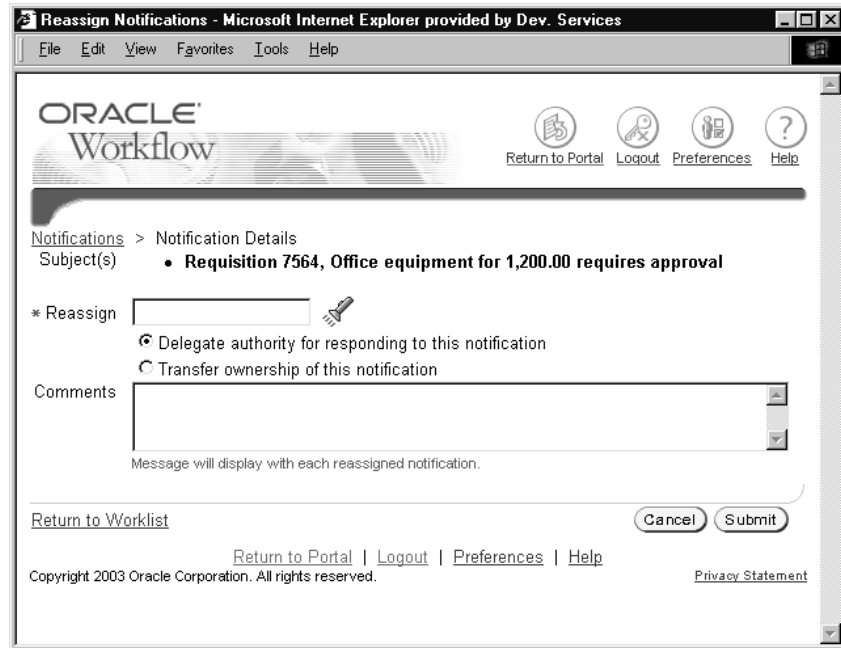 Reassign Notifications - Microsoft Internet Explorer provided by Dev. Services
File Edit View Favorites Tools Help
ORACLE'
Workflow
Return to Portal Logout Preferences Help
Notifications > Notification Details
Subject(s) • Requisition 7564, Office equipment for 1,200.00 requires approval
* Reassign
Delegate authority for responding to this notification
Transfer ownership of this notification
Comments
Message will display with each reassigned notification.
Return to Worklist Cancel Submit
Return to Portal | Logout | Preferences | Help
Copyright 2003 Oracle Corporation. All rights reserved. Privacy Statement